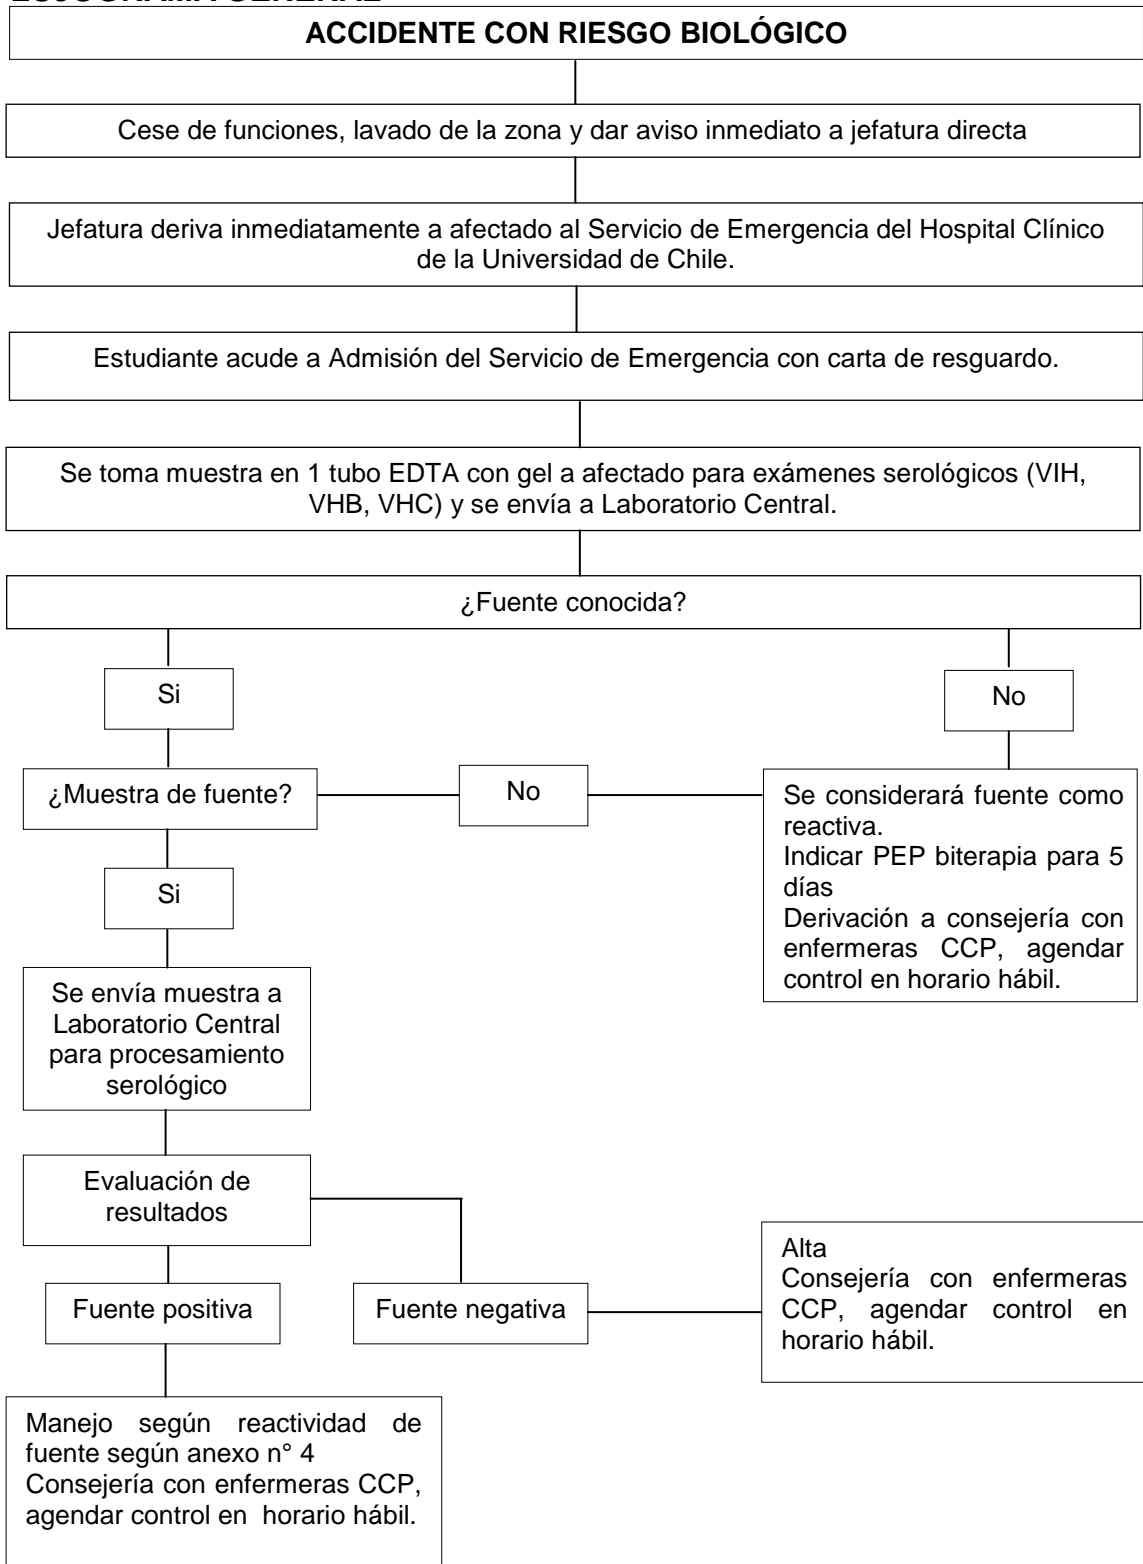 ACCIDENTE CON RIESGO BIOLÓGICO
Cese de funciones, lavado de la zona y dar aviso inmediato a jefatura directa
Jefatura deriva inmediatamente a afectado al Servicio de Emergencia del Hospital Clínico
de la Universidad de Chile.
Estudiante acude a Admisión del Servicio de Emergencia con carta de resguardo.
Se toma muestra en 1 tubo EDTA con gel a afectado para exámenes serológicos (VIH,
VHB, VHC) y se envía a Laboratorio Central.
¿Fuente conocida?
Si
No
¿Muestra de fuente?
No
Se considerará fuente como
reactiva.
Indicar PEP biterapia para 5
días
Derivación a consejería con
enfermeras CCP, agendar
control en horario hábil.
Si
Se envía muestra a
Laboratorio Central
para procesamiento
serológico
Evaluación de
resultados
Fuente positiva
Fuente negativa
Alta
Consejería con enfermeras
CCP, agendar control en
horario hábil.
Manejo según reactividad de
fuente según anexo n° 4
Consejería con enfermeras CCP,
agendar control en horario hábil.